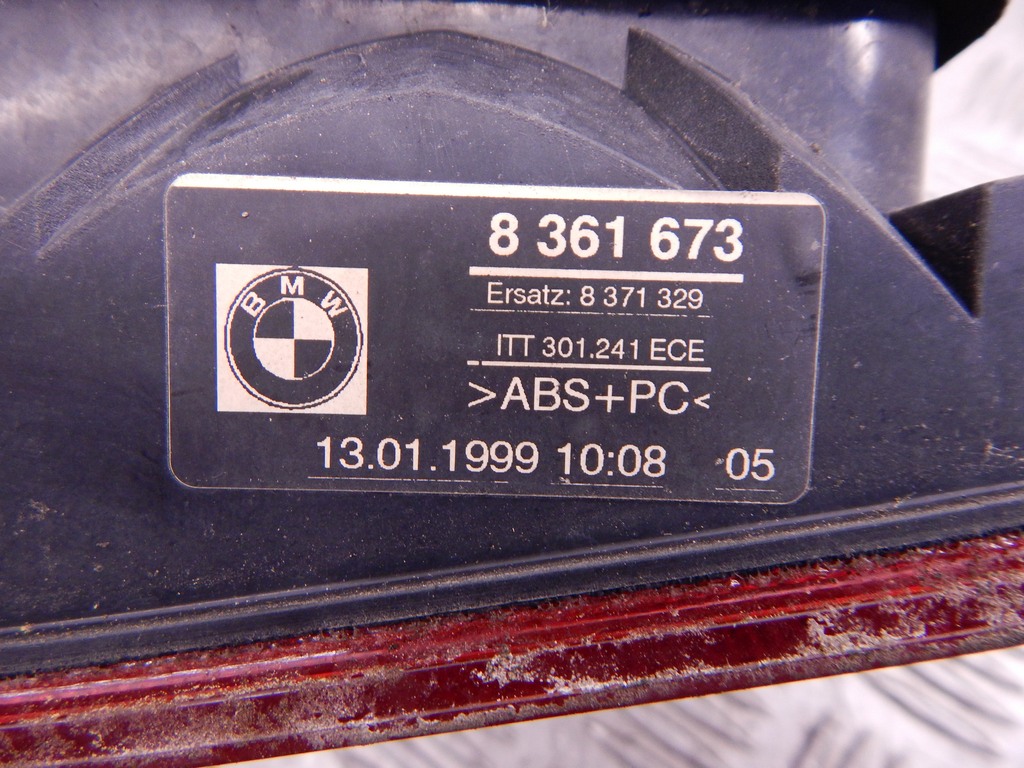 8 361 673
Ersatz: 8 371 329
BMW
ITT 301.241 ECE
>ABS+PC<
13.01.1999 10:08 05